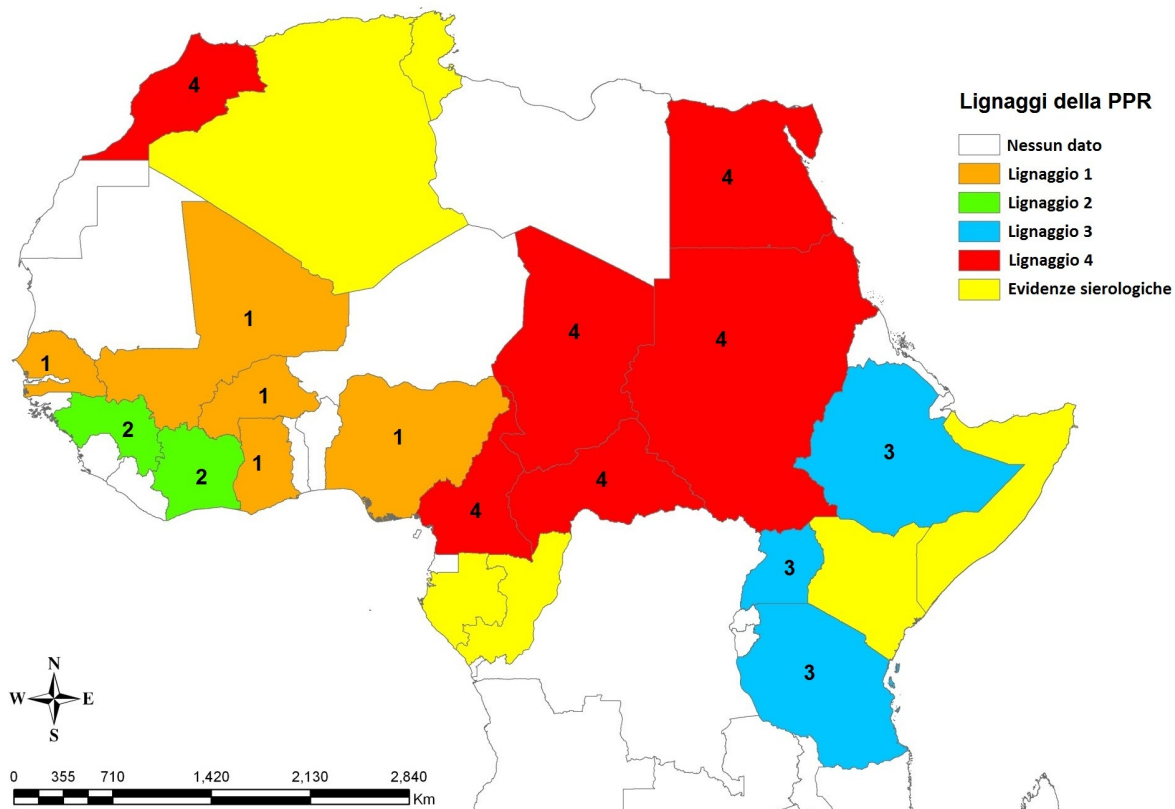 Lignaggi della PPR
Nessun dato
Lignaggio 1
Lignaggio 2
Lignaggio 3
Lignaggio 4
Evidenze sierologiche
4
4
1
4
4
1
1
2
1
1
2
3
4
4
3
3
N
W E
S
0 355 710 1,420 2,130 2,840
Km